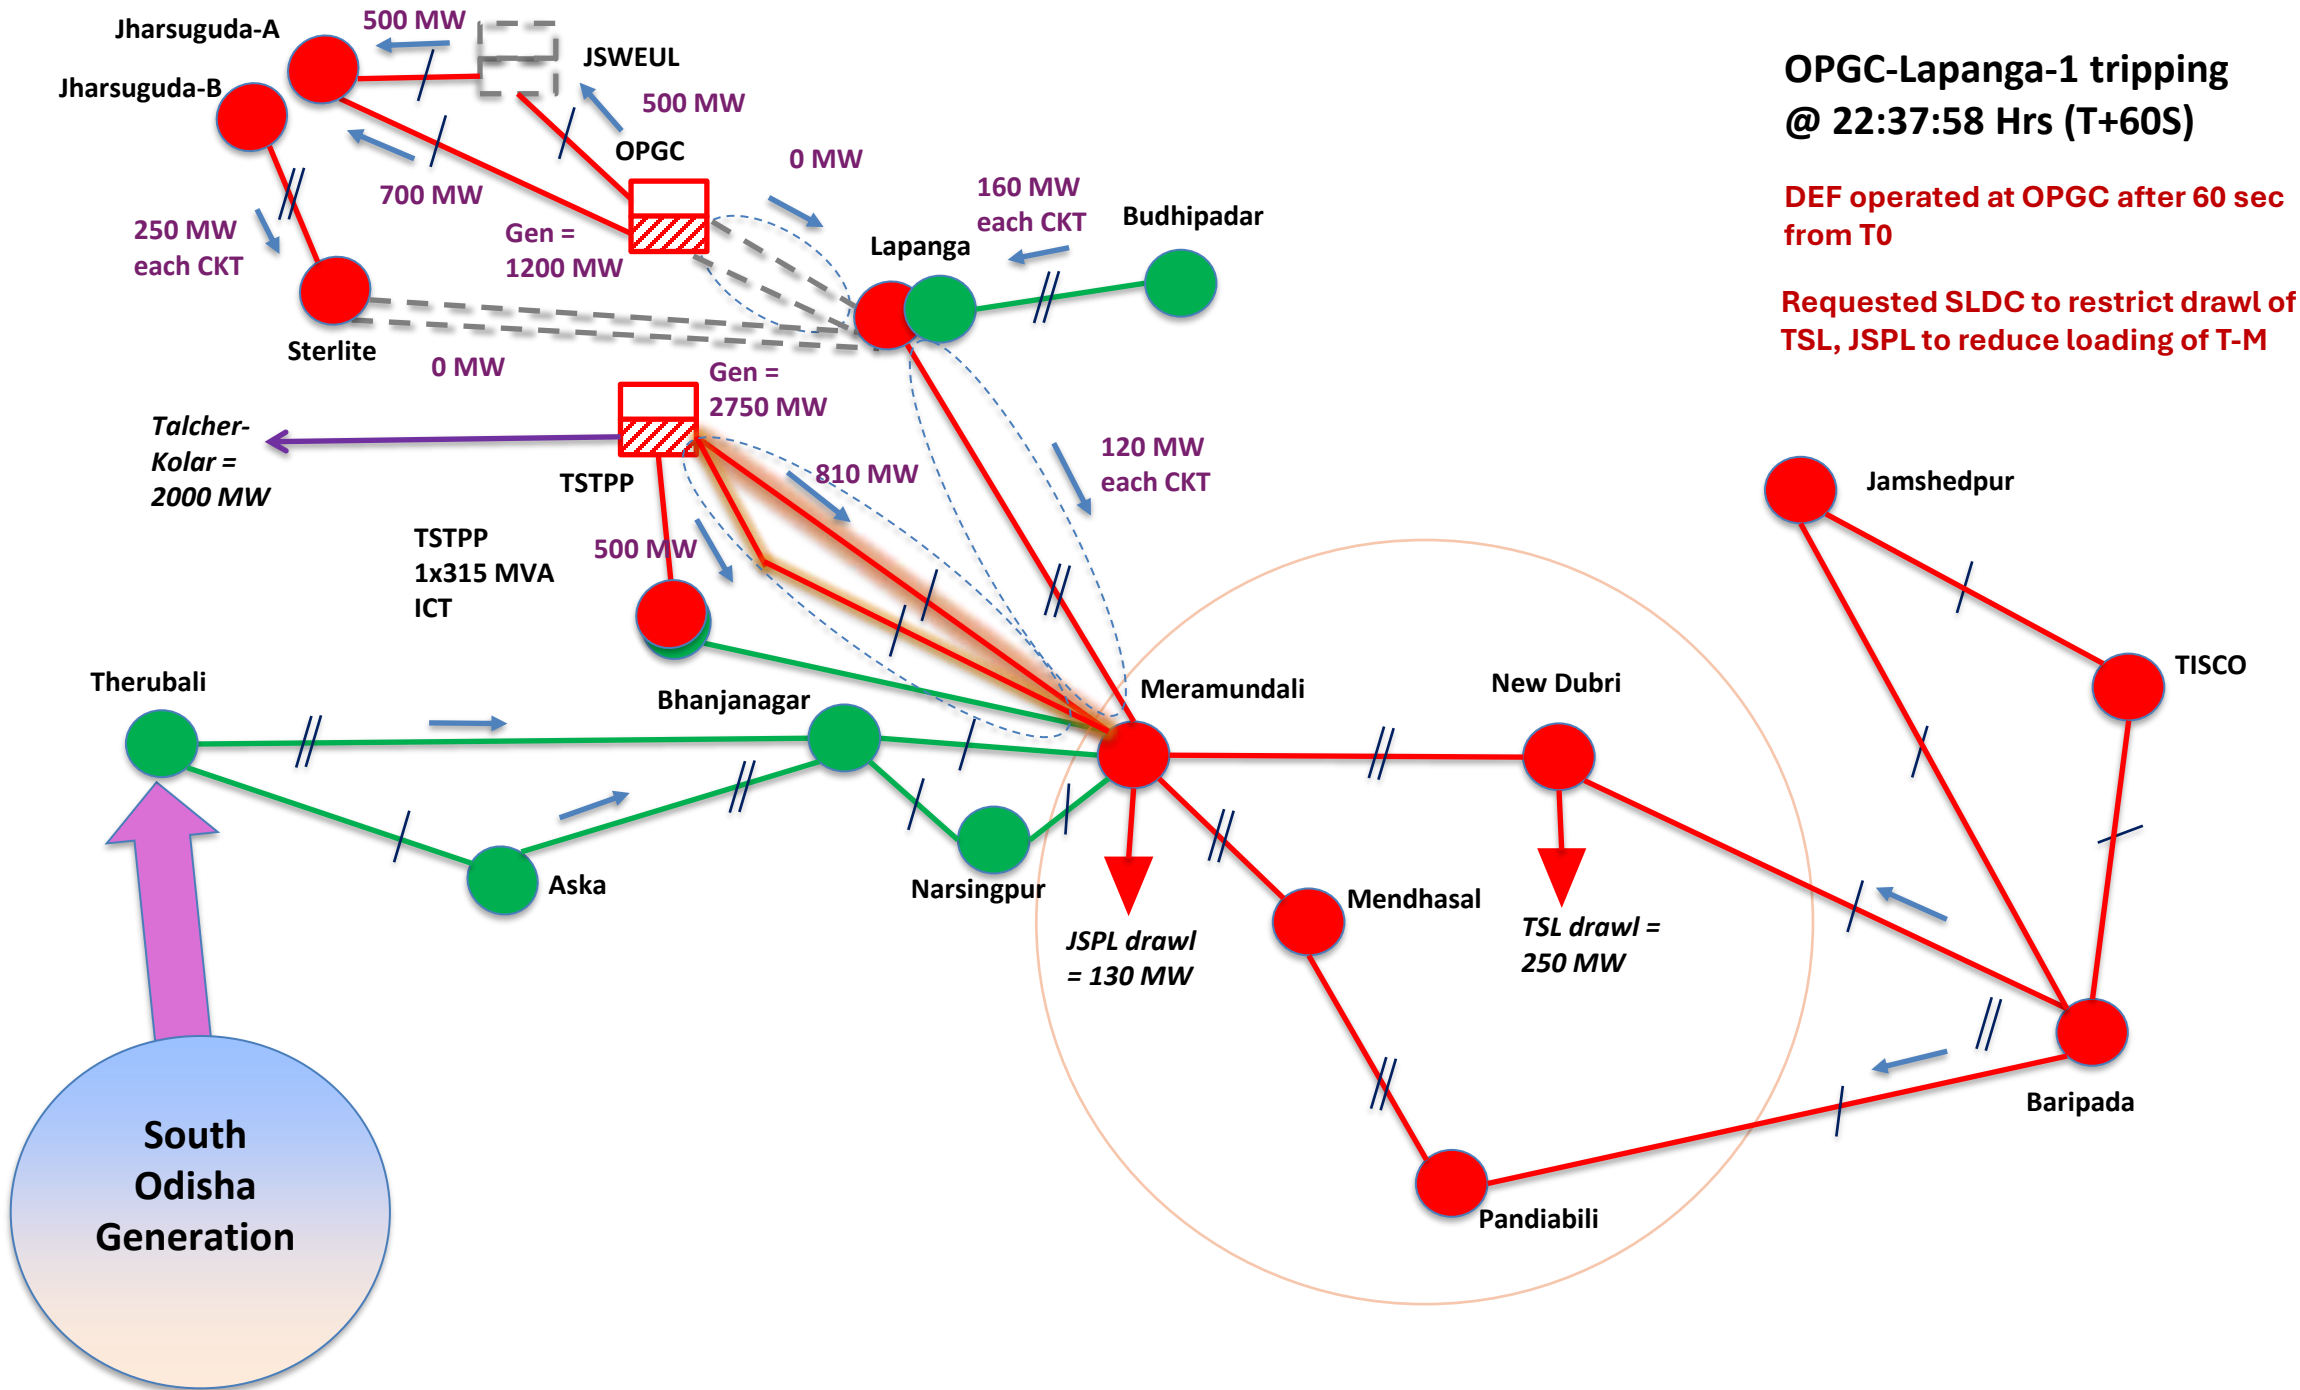 500 MW
Jharsuguda-A
JSWEUL
Jharsuguda-B
500 MW
OPGC-Lapanga-1 tripping
@ 22:37:58 Hrs (T+60S)
OPGC
0 MW
700 MW
160 MW
each CKT
Budhipadar
DEF operated at OPGC after 60 sec
from T0
250 MW
each CKT
Gen =
1200 MW
Lapanga
Requested SLDC to restrict drawl of
TSL, JSPL to reduce loading of T-M
Sterlite
0 MW
Gen =
2750 MW
Talcher-
Kolar =
2000 MW
TSTPP
810 MW
120 MW
each CKT
Jamshedpur
TSTPP
1x315 MVA
ICT
500 MW
Therubali
Bhanjanagar
Meramundali
New Dubri
TISCO
Aska
Narsingpur
Mendhasal
JSPL drawl
= 130 MW
TSL drawl =
250 MW
Baripada
Pandiabili
South
Odisha
Generation